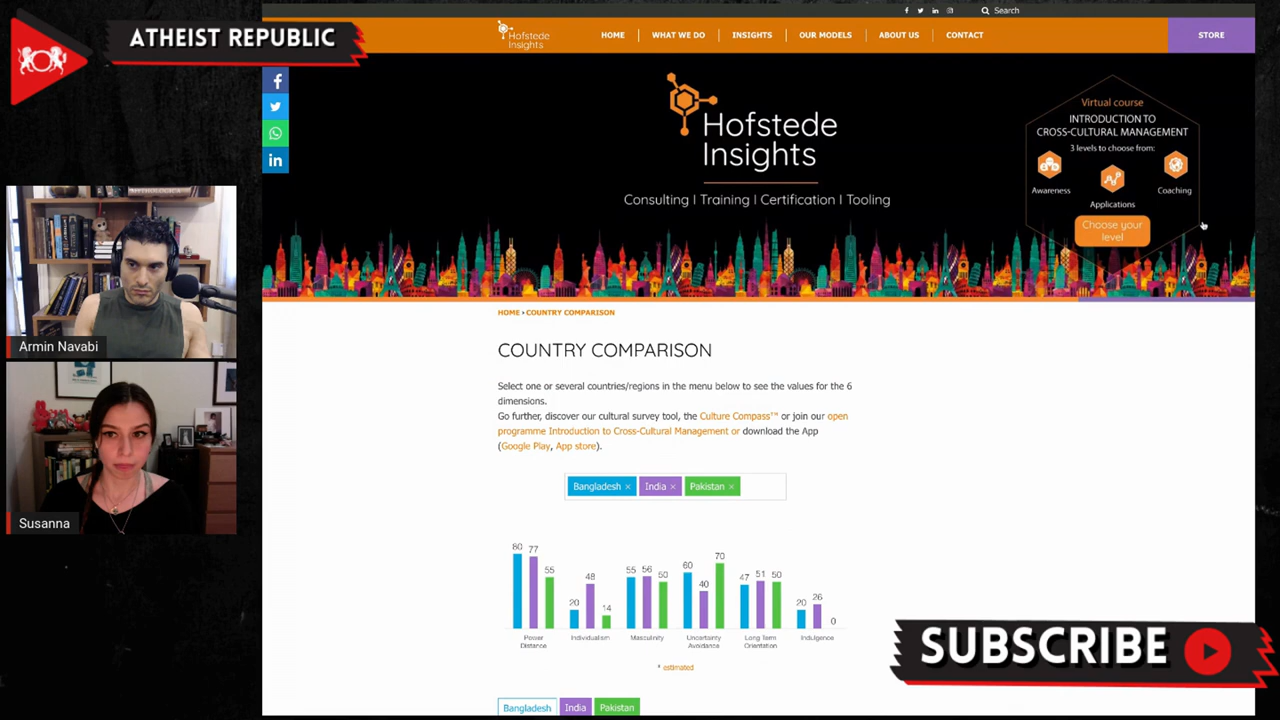 ATHEIST REPUBLIC
Armin Navabi
Susanna
Search
Hofstede
Insights
HOME
WHAT WE DO
INSIGHTS
OUR MODELS
ABOUT US
CONTACT
STORE
Hofstede
Insights
Consulting | Training | Certification | Tooling
Virtual course
INTRODUCTION TO
CROSS-CULTURAL MANAGEMENT
3 levels to choose from:
Awareness
Applications
Coaching
Choose your
level
HOME › COUNTRY COMPARISON
COUNTRY COMPARISON
Select one or several countries/regions in the menu below to see the values for the 6
dimensions.
Go further, discover our cultural survey tool, the Culture Compass™ or join our open
programme Introduction to Cross-Cultural Management or download the App
(Google Play, App store).
Bangladesh × India × Pakistan ×
80 77 55
20 48 14
55 56 50
60 40 70
47 51 50
20 26 0
Power
Distance
Individualism
Masculinity
Uncertainty
Avoidance
Long Term
Orientation
Indulgence
* estimated
Bangladesh India Pakistan
SUBSCRIBE